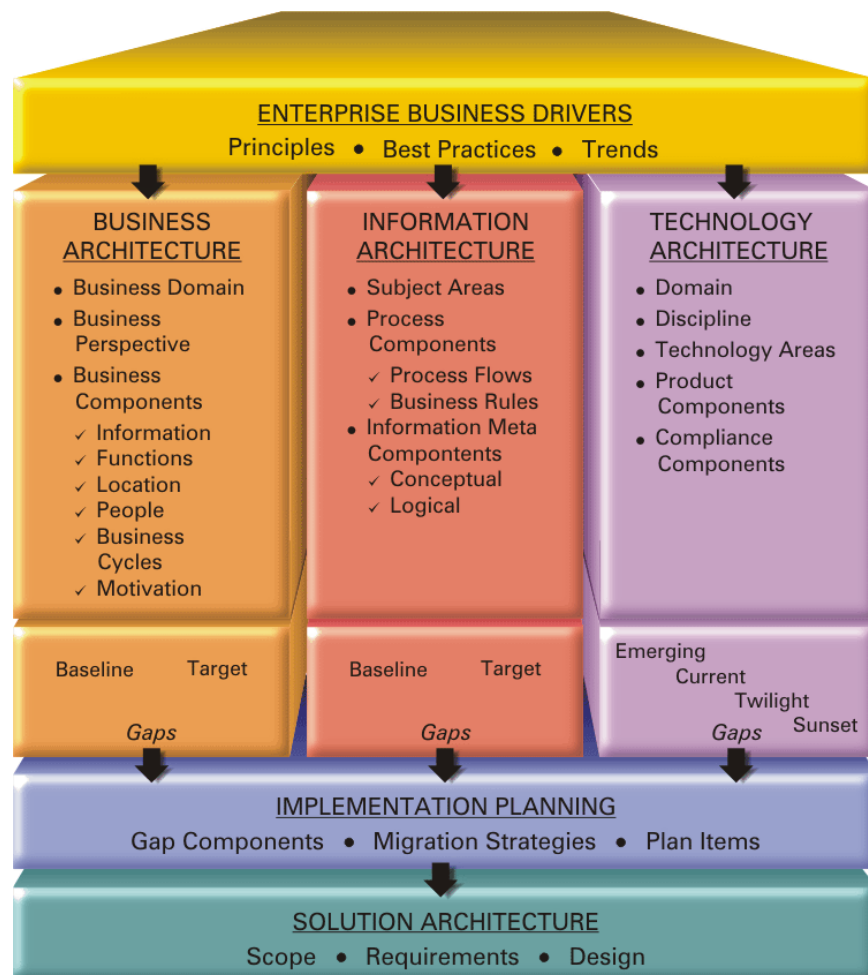 ENTERPRISE BUSINESS DRIVERS
Principles • Best Practices • Trends
BUSINESS
ARCHITECTURE
• Business Domain
• Business
Perspective
• Business
Components
✓ Information
✓ Functions
✓ Location
✓ People
✓ Business
Cycles
✓ Motivation
Baseline Target
Gaps
INFORMATION
ARCHITECTURE
• Subject Areas
• Process
Components
✓ Process Flows
✓ Business Rules
• Information Meta
Compontents
✓ Conceptual
✓ Logical
Baseline Target
Gaps
TECHNOLOGY
ARCHITECTURE
• Domain
• Discipline
• Technology Areas
• Product
Components
• Compliance
Components
Emerging
Current
Twilight
Sunset
Gaps
IMPLEMENTATION PLANNING
Gap Components • Migration Strategies • Plan Items
SOLUTION ARCHITECTURE
Scope • Requirements • Design